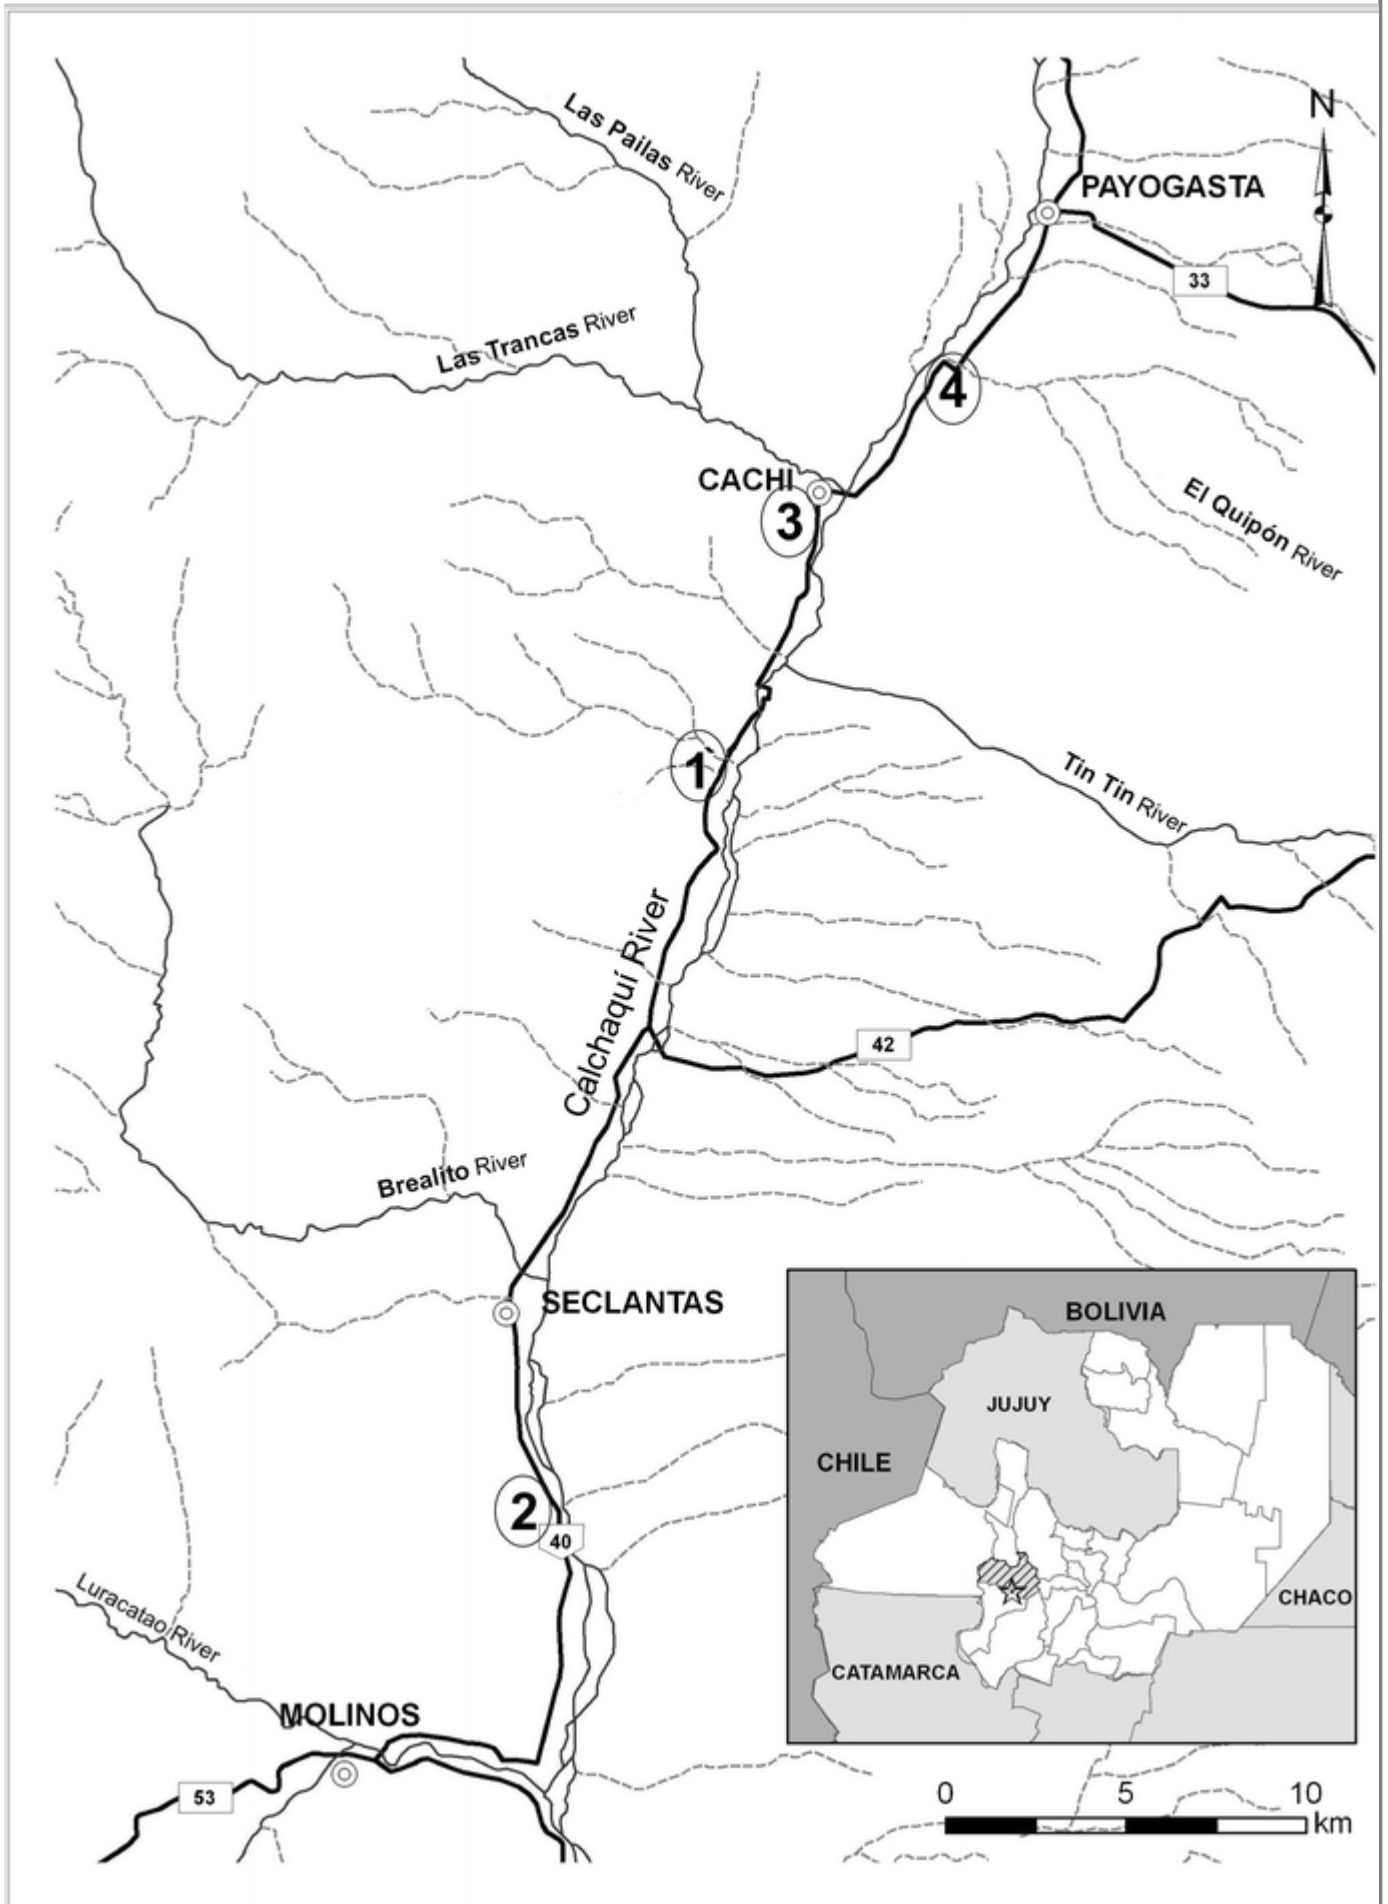 Las Pailas River
N
PAYOGASTA
33
Las Trancas River
4
CACHI
3
El Quipón River
1
Tin Tin River
Calchaquí River
42
Brealito River
SECLANTAS
BOLIVIA
JUJUY
CHILE
2
40
CHACO
Luracatao River
CATAMARCA
MOLINOS
53
0 5 10
km